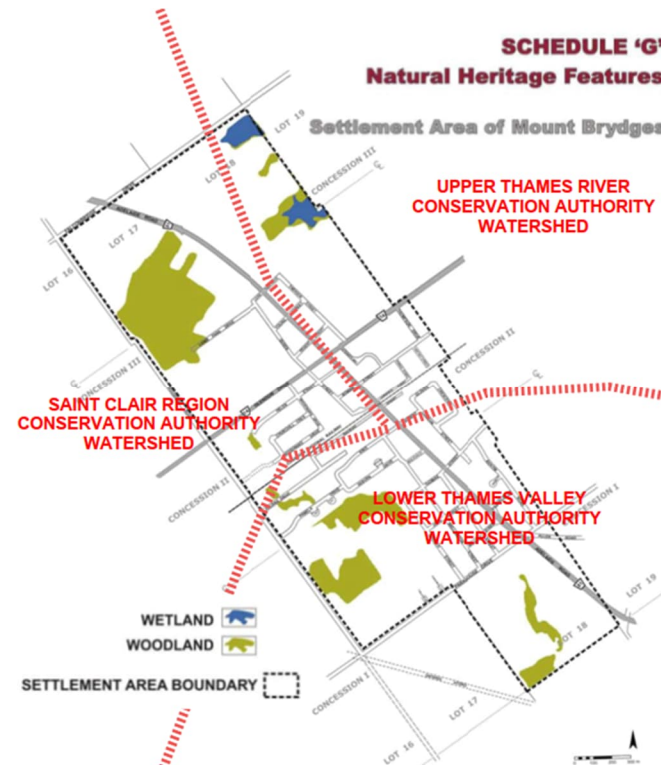 SCHEDULE ‘G’
Natural Heritage Features
Settlement Area of Mount Brydges
LOT 19
LOT 18
CONCESSION III
UPPER THAMES RIVER
CONSERVATION AUTHORITY
WATERSHED
LOT 17
LOT 16
CONCESSION III
CONCESSION II
SAINT CLAIR REGION
CONSERVATION AUTHORITY
WATERSHED
CONCESSION II
LOWER THAMES VALLEY
CONSERVATION AUTHORITY
WATERSHED
CONCESSION I
LOT 19
LOT 18
WETLAND
WOODLAND
SETTLEMENT AREA BOUNDARY
CONCESSION I
LOT 17
LOT 16